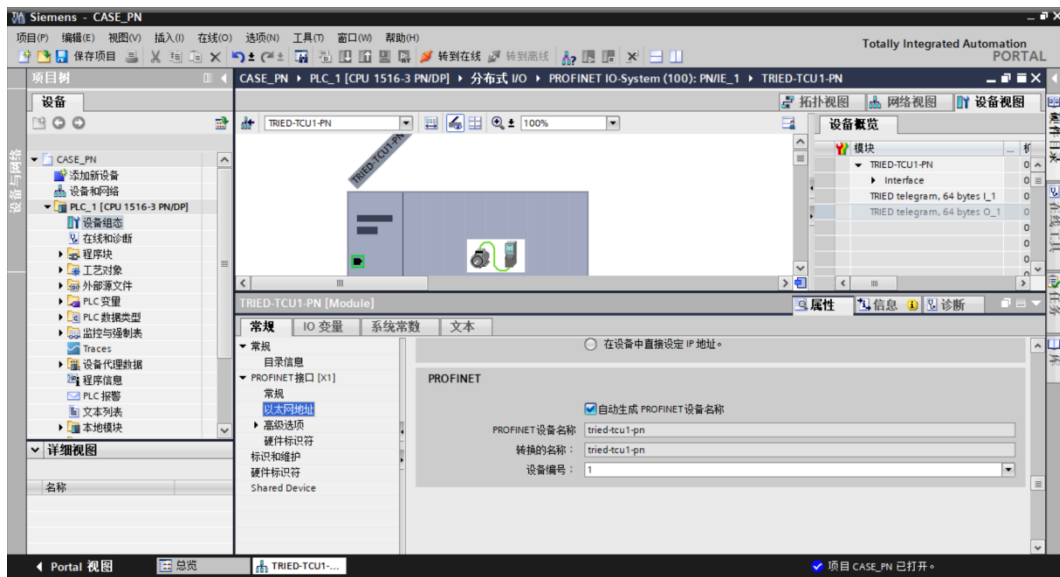 Siemens - CASE_PN
项目(P) 编辑(E) 视图(V) 插入(I) 在线(O) 选项(N) 工具(T) 窗口(W) 帮助(H)
Totally Integrated Automation
PORTAL
保存项目 转到在线 转到离线
项目树
CASE_PN PLC_1 [CPU 1516-3 PN/DP] 分布式 I/O PROFINET IO-System (100): PN/IE_1 TRIED-TCU1-PN
设备
拓扑视图 网络视图 设备视图
TRIED-TCU1-PN 100% 设备概览
模块
TRIED-TCU1-PN 0
Interface 0
TRIED telegram, 64 bytes I_1 0
TRIED telegram, 64 bytes O_1 0
0
0
0
TRIED-TCU1-PN
设备与网络
CASE_PN
添加新设备
设备和网络
PLC_1 [CPU 1516-3 PN/DP]
设备组态
在线和诊断
程序块
工艺对象
外部源文件
PLC 变量
PLC 数据类型
监控与强制表
Traces
设备代理数据
程序信息
PLC 报警
文本列表
本地模块
详细视图
名称
TRIED-TCU1-PN [Module]
属性 信息 诊断
常规 IO 变量 系统常数 文本
常规
目录信息
PROFINET接口 [X1]
常规
以太网地址
高级选项
硬件标识符
标识和维护
硬件标识符
Shared Device
在设备中直接设定 IP 地址。
PROFINET
自动生成 PROFINET设备名称
PROFINET设备名称 tried-tcu1-pn
转换的名称： tried-tcu1-pn
设备编号： 1
Portal 视图 总览 TRIED-TCU1-... 项目 CASE_PN 已打开。